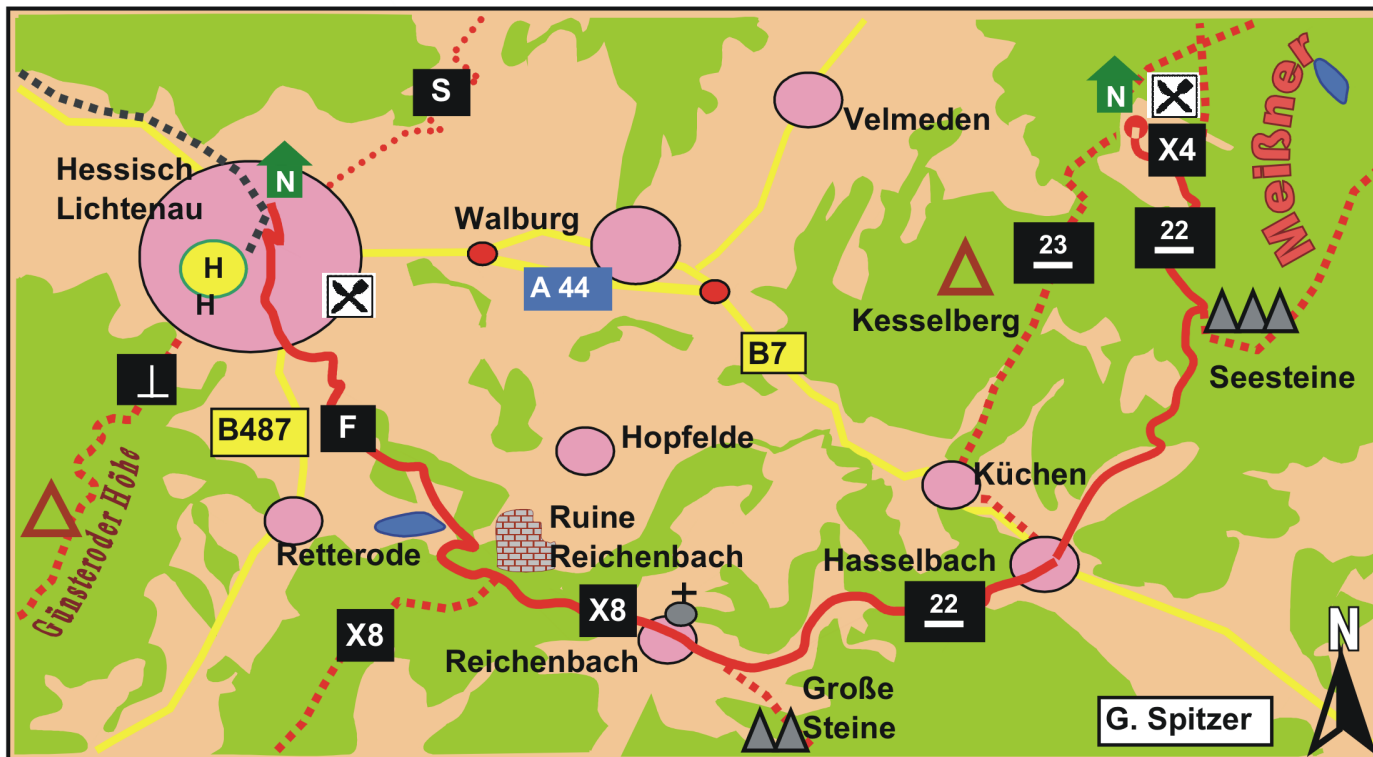 S
N
X4
Meißner
Velmeden
Hessisch
Lichtenau
N
Walburg
23
22
H
H
A 44
Kesselberg
B7
Seesteine
B487
F
Hopfelde
Küchen
Günsteroder Höhe
Retterode
Ruine
Reichenbach
Hasselbach
22
X8
X8
Reichenbach
Große
Steine
N
G. Spitzer